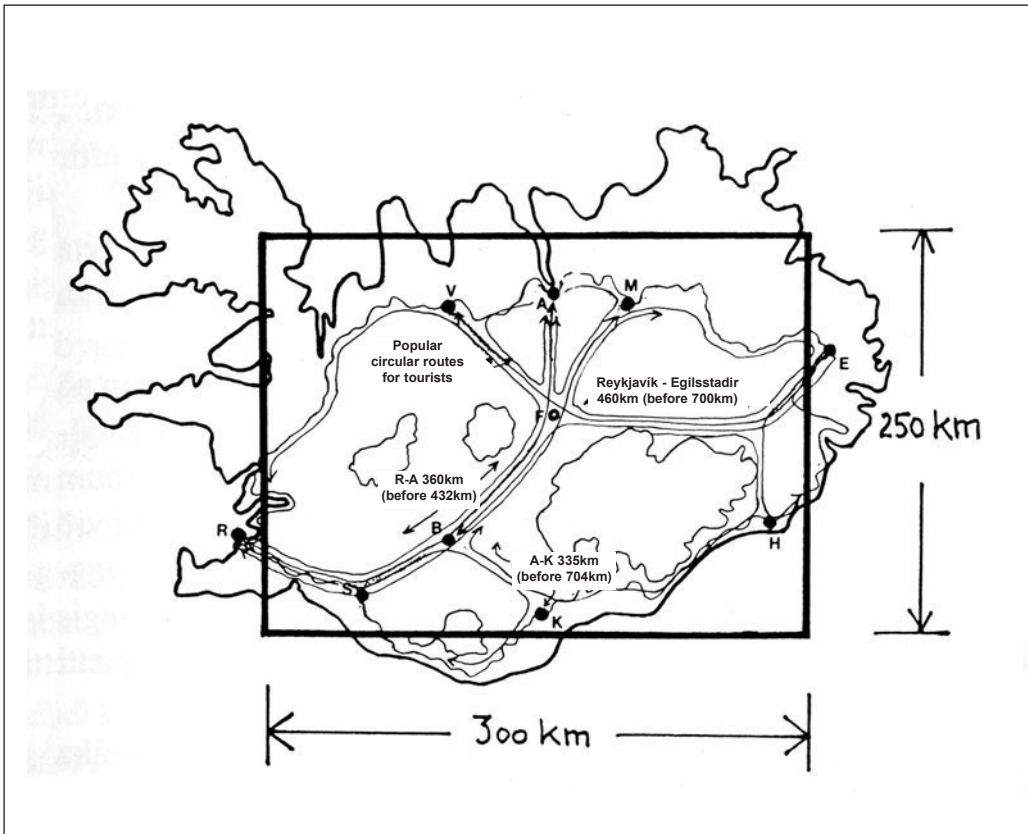 V
A
M
Popular
circular routes
for tourists
E
Reykjavík - Egilsstadir
460km (before 700km)
F
250 km
R-A 360km
(before 432km)
R
B
H
A-K 335km
(before 704km)
S
K
300 km